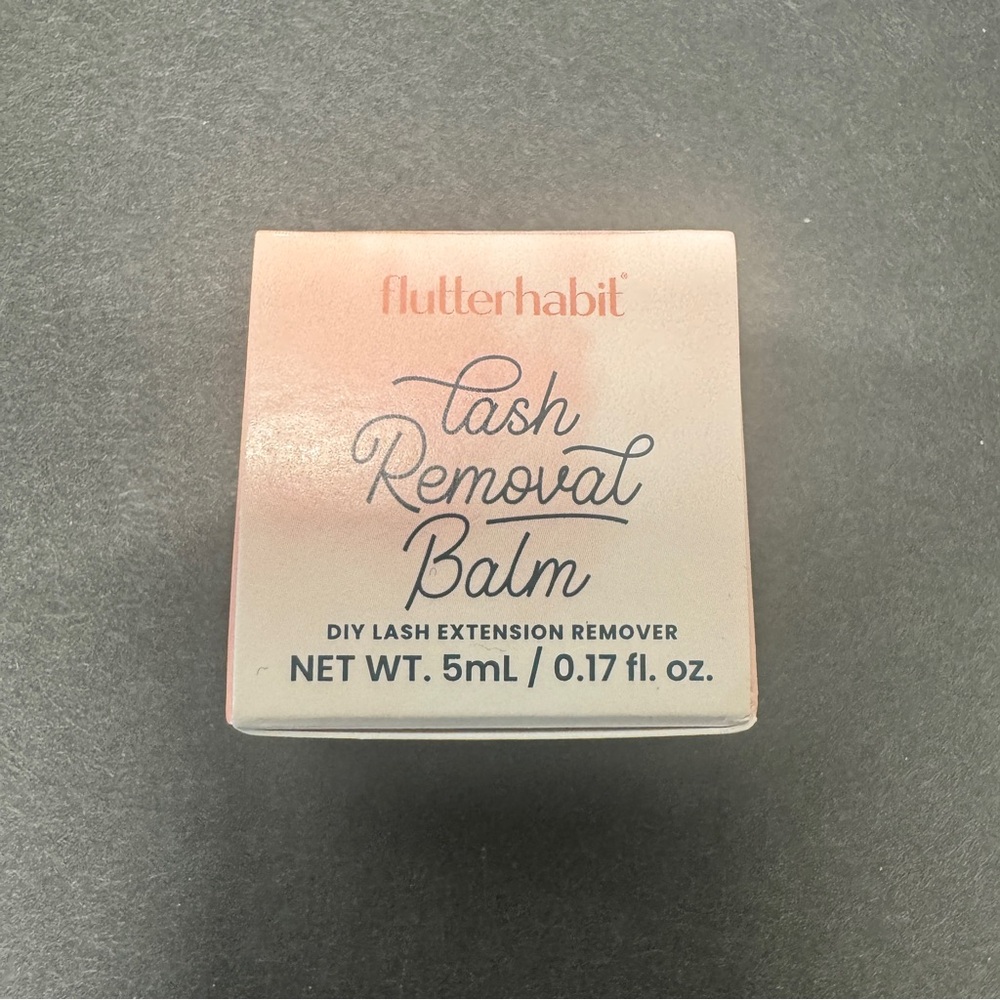 flutterhabit®
Lash
Removal
Balm
DIY LASH EXTENSION REMOVER
NET WT. 5mL / 0.17 fl. oz.